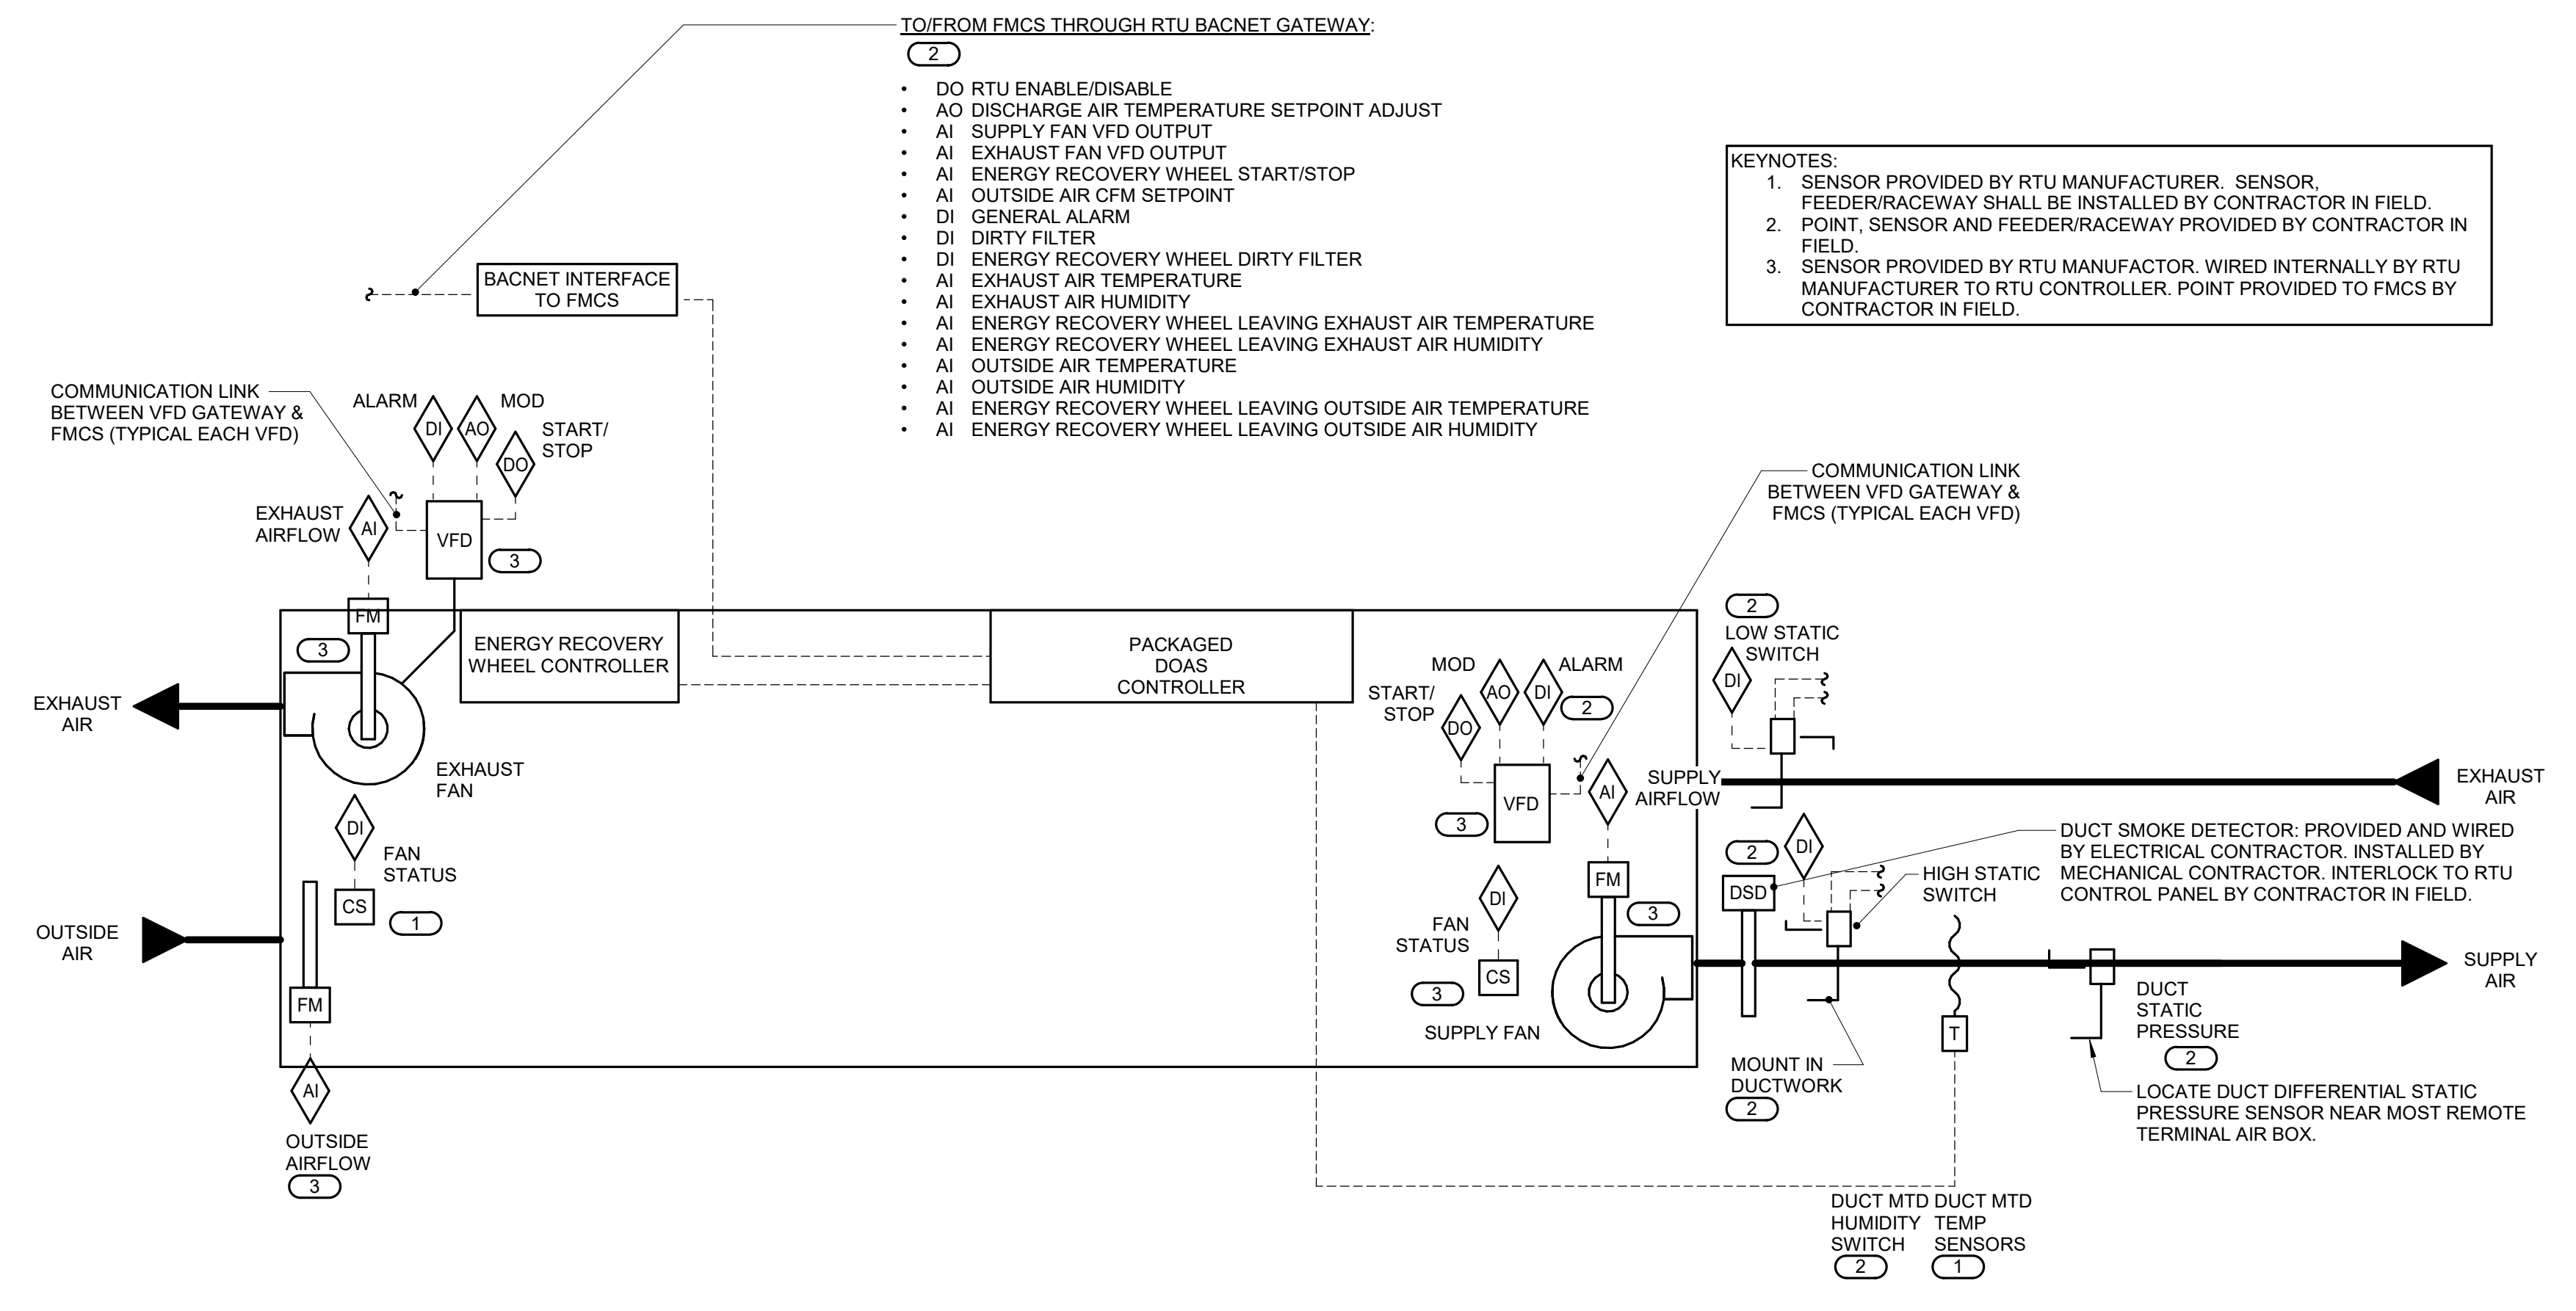 TO/FROM FMCS THROUGH RTU BACNET GATEWAY:
2
• DO RTU ENABLE/DISABLE
• AO DISCHARGE AIR TEMPERATURE SETPOINT ADJUST
• AI SUPPLY FAN VFD OUTPUT
• AI EXHAUST FAN VFD OUTPUT
• AI ENERGY RECOVERY WHEEL START/STOP
• AI OUTSIDE AIR CFM SETPOINT
• DI GENERAL ALARM
• DI DIRTY FILTER
• DI ENERGY RECOVERY WHEEL DIRTY FILTER
• AI EXHAUST AIR TEMPERATURE
• AI EXHAUST AIR HUMIDITY
• AI ENERGY RECOVERY WHEEL LEAVING EXHAUST AIR TEMPERATURE
• AI ENERGY RECOVERY WHEEL LEAVING EXHAUST AIR HUMIDITY
• AI OUTSIDE AIR TEMPERATURE
• AI OUTSIDE AIR HUMIDITY
• AI ENERGY RECOVERY WHEEL LEAVING OUTSIDE AIR TEMPERATURE
• AI ENERGY RECOVERY WHEEL LEAVING OUTSIDE AIR HUMIDITY
KEYNOTES:
1. SENSOR PROVIDED BY RTU MANUFACTURER. SENSOR,
FEEDER/RACEWAY SHALL BE INSTALLED BY CONTRACTOR IN FIELD.
2. POINT, SENSOR AND FEEDER/RACEWAY PROVIDED BY CONTRACTOR IN
FIELD.
3. SENSOR PROVIDED BY RTU MANUFACTOR. WIRED INTERNALLY BY RTU
MANUFACTURER TO RTU CONTROLLER. POINT PROVIDED TO FMCS BY
CONTRACTOR IN FIELD.
BACNET INTERFACE
TO FMCS
COMMUNICATION LINK
BETWEEN VFD GATEWAY &
FMCS (TYPICAL EACH VFD)
ALARM
DI
AO
MOD
START/
STOP
DO
EXHAUST
AIRFLOW
AI
VFD
3
FM
3
ENERGY RECOVERY
WHEEL CONTROLLER
PACKAGED
DOAS
CONTROLLER
EXHAUST
AIR
EXHAUST
FAN
DI
FAN
STATUS
CS
1
OUTSIDE
AIR
FM
AI
OUTSIDE
AIRFLOW
3
COMMUNICATION LINK
BETWEEN VFD GATEWAY &
FMCS (TYPICAL EACH VFD)
MOD
AO
DI
ALARM
2
START/
STOP
DO
VFD
3
AI
SUPPLY
AIRFLOW
FM
3
DI
FAN
STATUS
CS
3
SUPPLY FAN
2
LOW STATIC
SWITCH
DI
EXHAUST
AIR
2
DI
DSD
DUCT SMOKE DETECTOR: PROVIDED AND WIRED
BY ELECTRICAL CONTRACTOR. INSTALLED BY
MECHANICAL CONTRACTOR. INTERLOCK TO RTU
CONTROL PANEL BY CONTRACTOR IN FIELD.
HIGH STATIC
SWITCH
SUPPLY
AIR
T
MOUNT IN
DUCTWORK
2
DUCT
STATIC
PRESSURE
2
LOCATE DUCT DIFFERENTIAL STATIC
PRESSURE SENSOR NEAR MOST REMOTE
TERMINAL AIR BOX.
DUCT MTD
HUMIDITY
SWITCH
2
DUCT MTD
TEMP
SENSORS
1